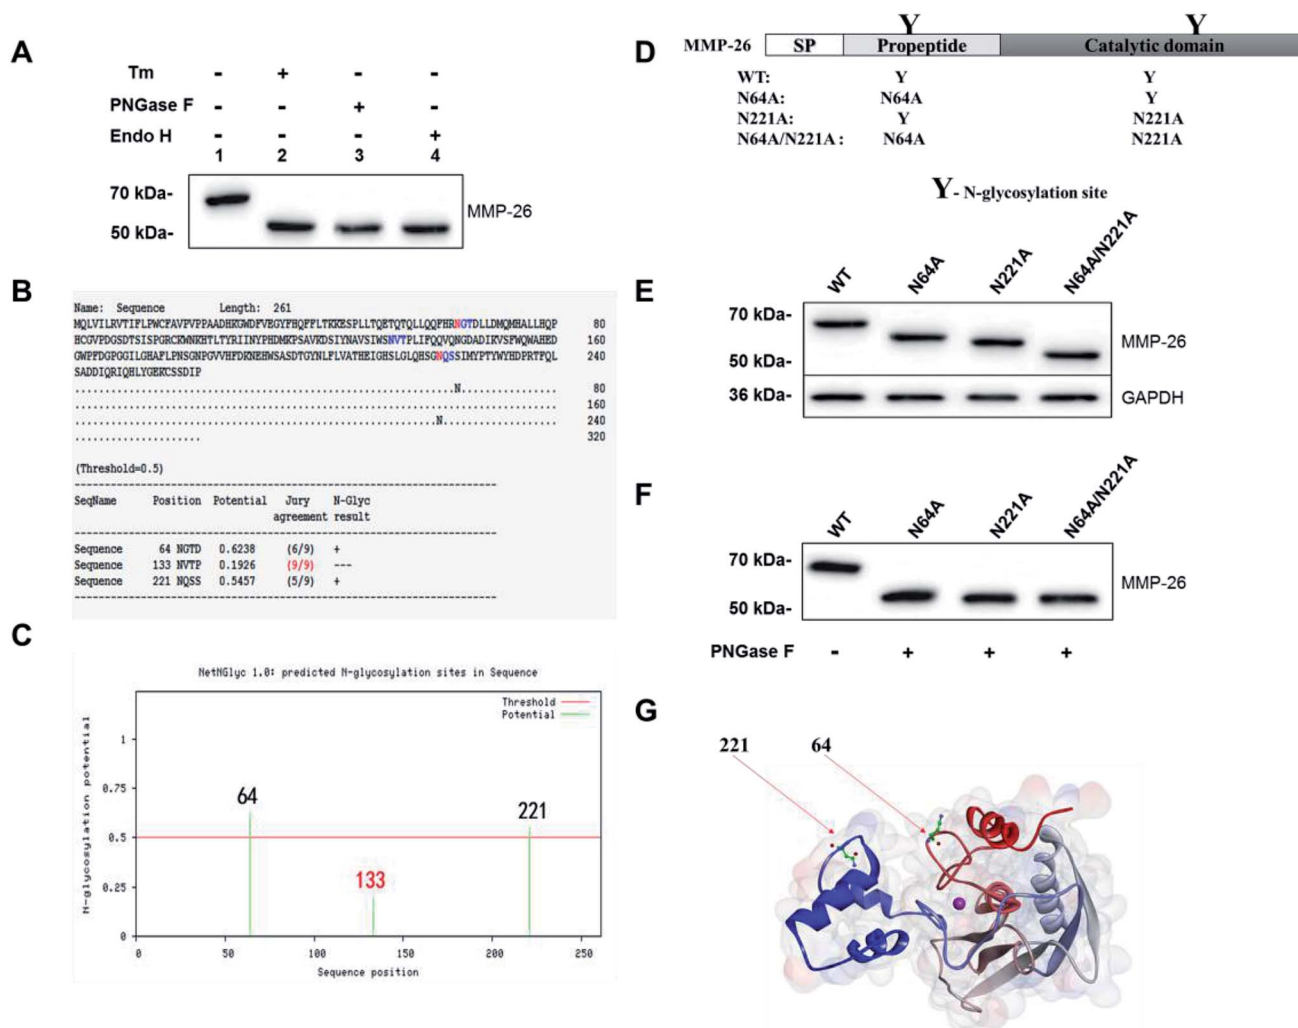 A
Tm - + - -
PNGase F - - + -
Endo H - - - +
1 2 3 4
70 kDa-
50 kDa-
MMP-26
B
Name: Sequence Length: 261
MQLVILRVTIFLPWCFAVPVPPAADHKGWDFVEGYFHQFFLTKKESPLLTQETQTQLLQQFHRNGTDLLDMQMHALLHQP 80
HCGVPDGSDTSISPGRCKWNKHTLTYRIINYPHDMKPSAVKDSIYNAVSIWSNVTPLIFQQVQNGDADIKVSFWQWAHED 160
GWPFDGPGGILGHAFLPNSGNPGVVHFDKNEHWSASDTGYNLFLVATHEIGHSLGLQHSGNQSSIMYPTYWYHDPRTFQL 240
SADDIQRIQHLYGEKCSSDIP
...............................................................N................ 80
................................................................................ 160
............................................................N................... 240
..................... 320
(Threshold=0.5)
SeqName Position Potential Jury N-Glyc
agreement result
Sequence 64 NGTD 0.6238 (6/9) +
Sequence 133 NVTP 0.1926 (9/9) ---
Sequence 221 NQSS 0.5457 (5/9) +
C
NetNGlyc 1.0: predicted N-glycosylation sites in Sequence
Threshold
Potential
N-glycosylation potential
1
0.75
0.5
0.25
0
64
133
221
0 50 100 150 200 250
Sequence position
D
Y Y
MMP-26 SP Propeptide Catalytic domain
WT: Y Y
N64A: N64A Y
N221A: Y N221A
N64A/N221A: N64A N221A
Y- N-glycosylation site
E
WT N64A N221A N64A/N221A
70 kDa-
50 kDa-
36 kDa-
MMP-26
GAPDH
F
WT N64A N221A N64A/N221A
70 kDa-
50 kDa-
MMP-26
PNGase F - + + +
G
221 64